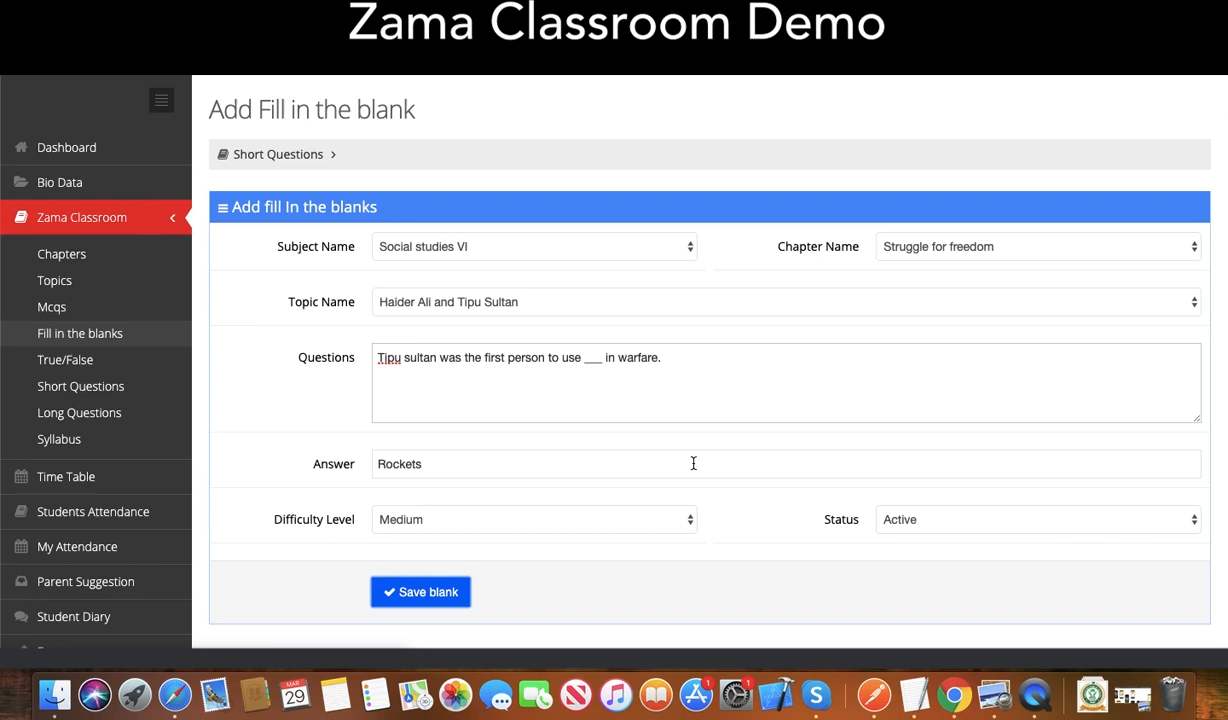 Zama Classroom Demo
Add Fill in the blank
Dashboard
Short Questions >
Bio Data
Add fill In the blanks
Zama Classroom
Subject Name Social studies VI Chapter Name Struggle for freedom
Chapters
Topics
Topic Name Haider Ali and Tipu Sultan
Mcqs
Fill in the blanks
True/False
Questions Tipu sultan was the first person to use ___ in warfare.
Short Questions
Long Questions
Syllabus
Answer Rockets
Time Table
Students Attendance
Difficulty Level Medium Status Active
My Attendance
Parent Suggestion
Save blank
Student Diary
MAR
29
1
1